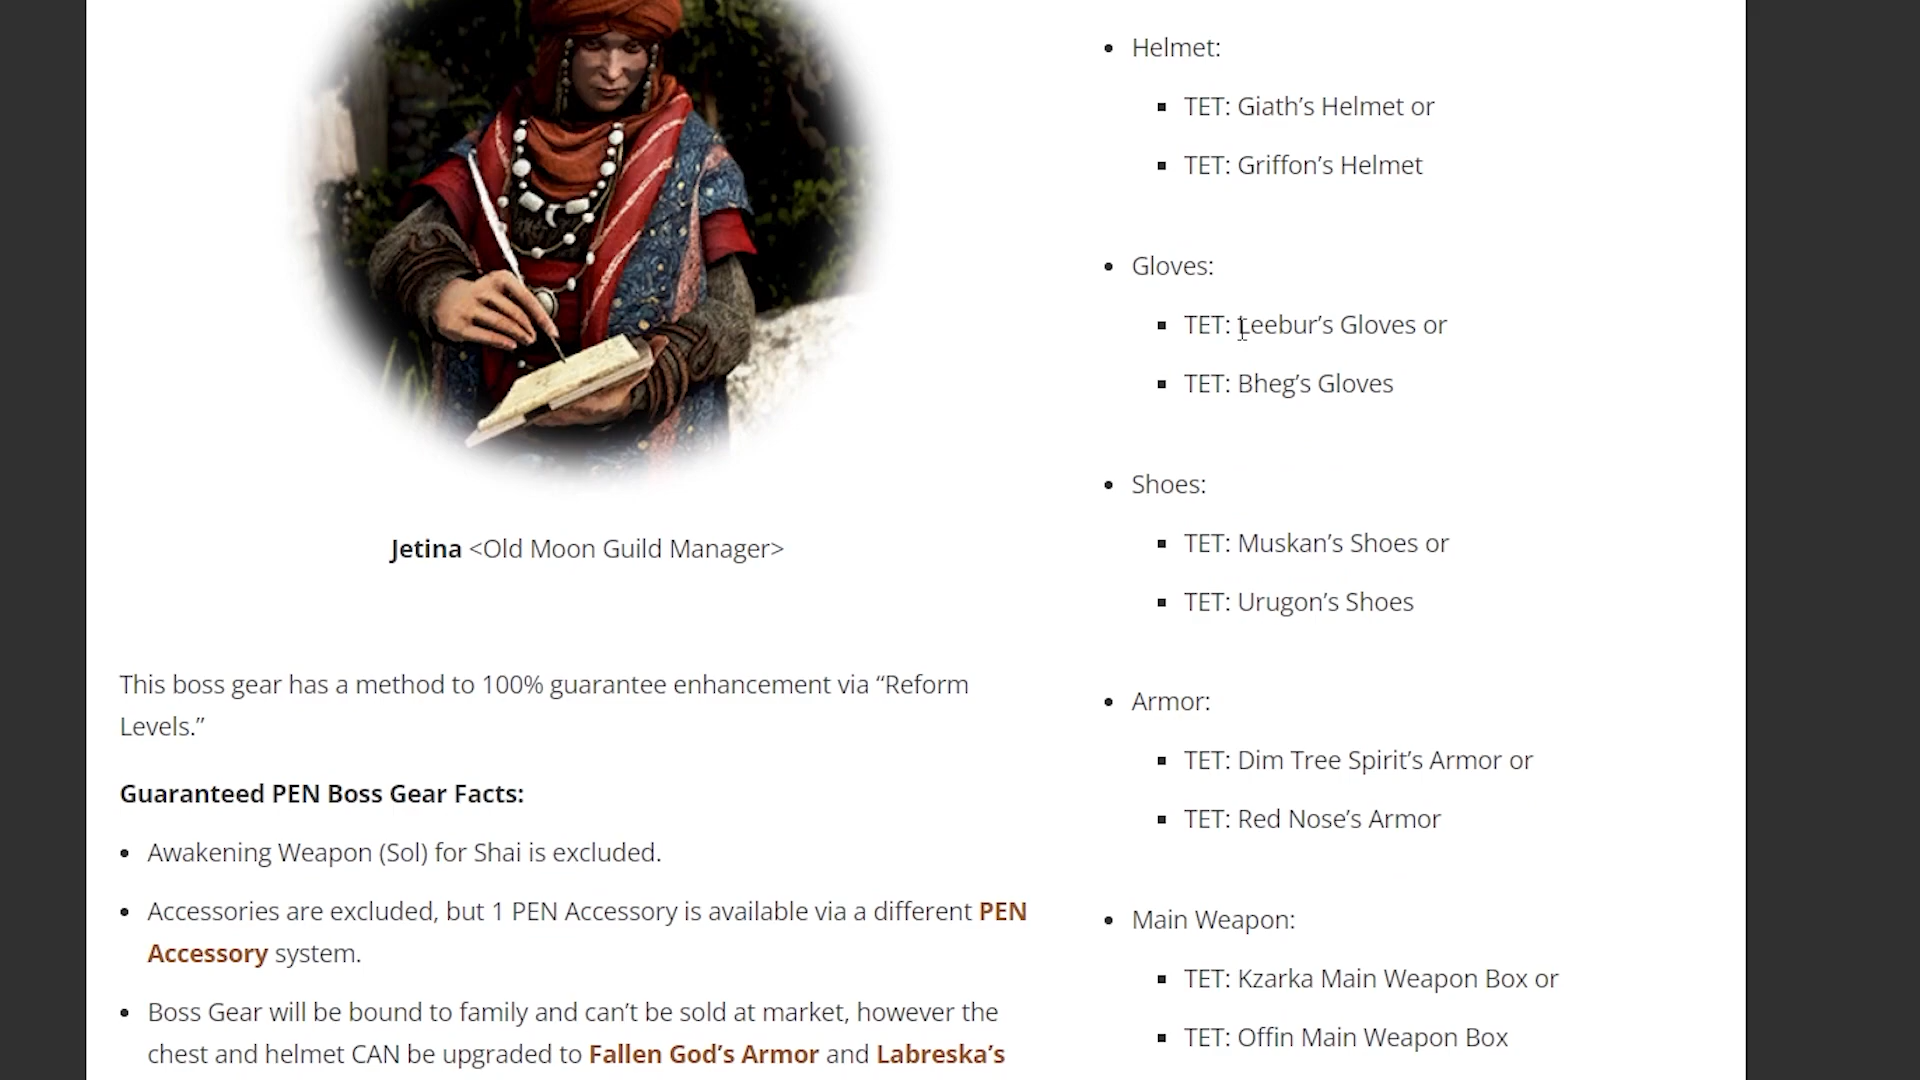 Jetina <Old Moon Guild Manager>
This boss gear has a method to 100% guarantee enhancement via “Reform
Levels.”
Guaranteed PEN Boss Gear Facts:
• Awakening Weapon (Sol) for Shai is excluded.
• Accessories are excluded, but 1 PEN Accessory is available via a different PEN
Accessory system.
• Boss Gear will be bound to family and can’t be sold at market, however the
chest and helmet CAN be upgraded to Fallen God’s Armor and Labreska’s
• Helmet:
▪ TET: Giath’s Helmet or
▪ TET: Griffon’s Helmet
• Gloves:
▪ TET: Leebur’s Gloves or
▪ TET: Bheg’s Gloves
• Shoes:
▪ TET: Muskan’s Shoes or
▪ TET: Urugon’s Shoes
• Armor:
▪ TET: Dim Tree Spirit’s Armor or
▪ TET: Red Nose’s Armor
• Main Weapon:
▪ TET: Kzarka Main Weapon Box or
▪ TET: Offin Main Weapon Box